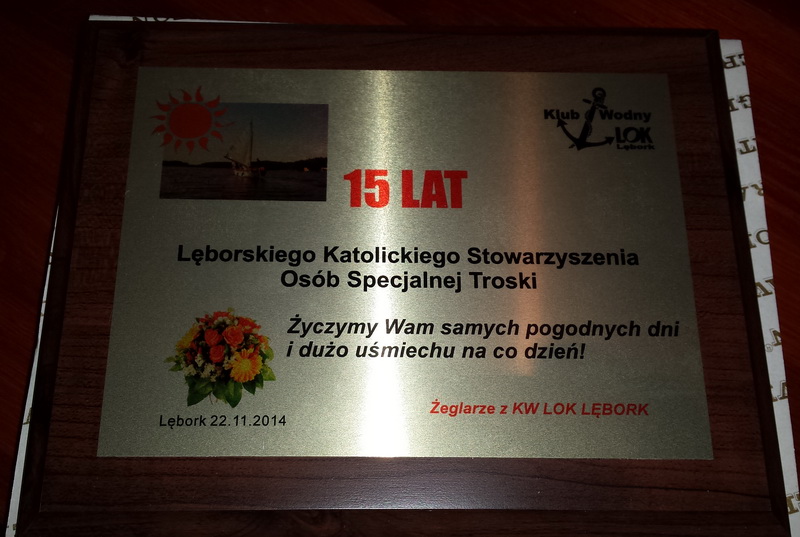 Klub Wodny
LOK
Lębork
15 LAT
Lęborskiego Katolickiego Stowarzyszenia
Osób Specjalnej Troski
Życzymy Wam samych pogodnych dni
i dużo uśmiechu na co dzień!
Żeglarze z KW LOK LĘBORK
Lębork 22.11.2014